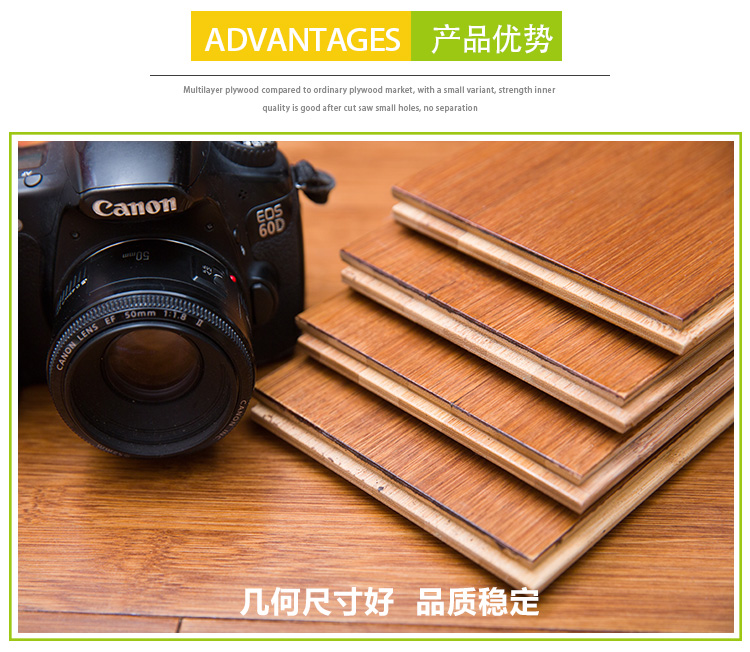 ADVANTAGES 产品优势
Multilayer plywood compared to ordinary plywood market, with a small variant, strength inner
quality is good after cut saw small holes, no separation
Canon
EOS
60D
50mm
CANON LENS EF 50mm 1:1.8 II
几何尺寸好 品质稳定